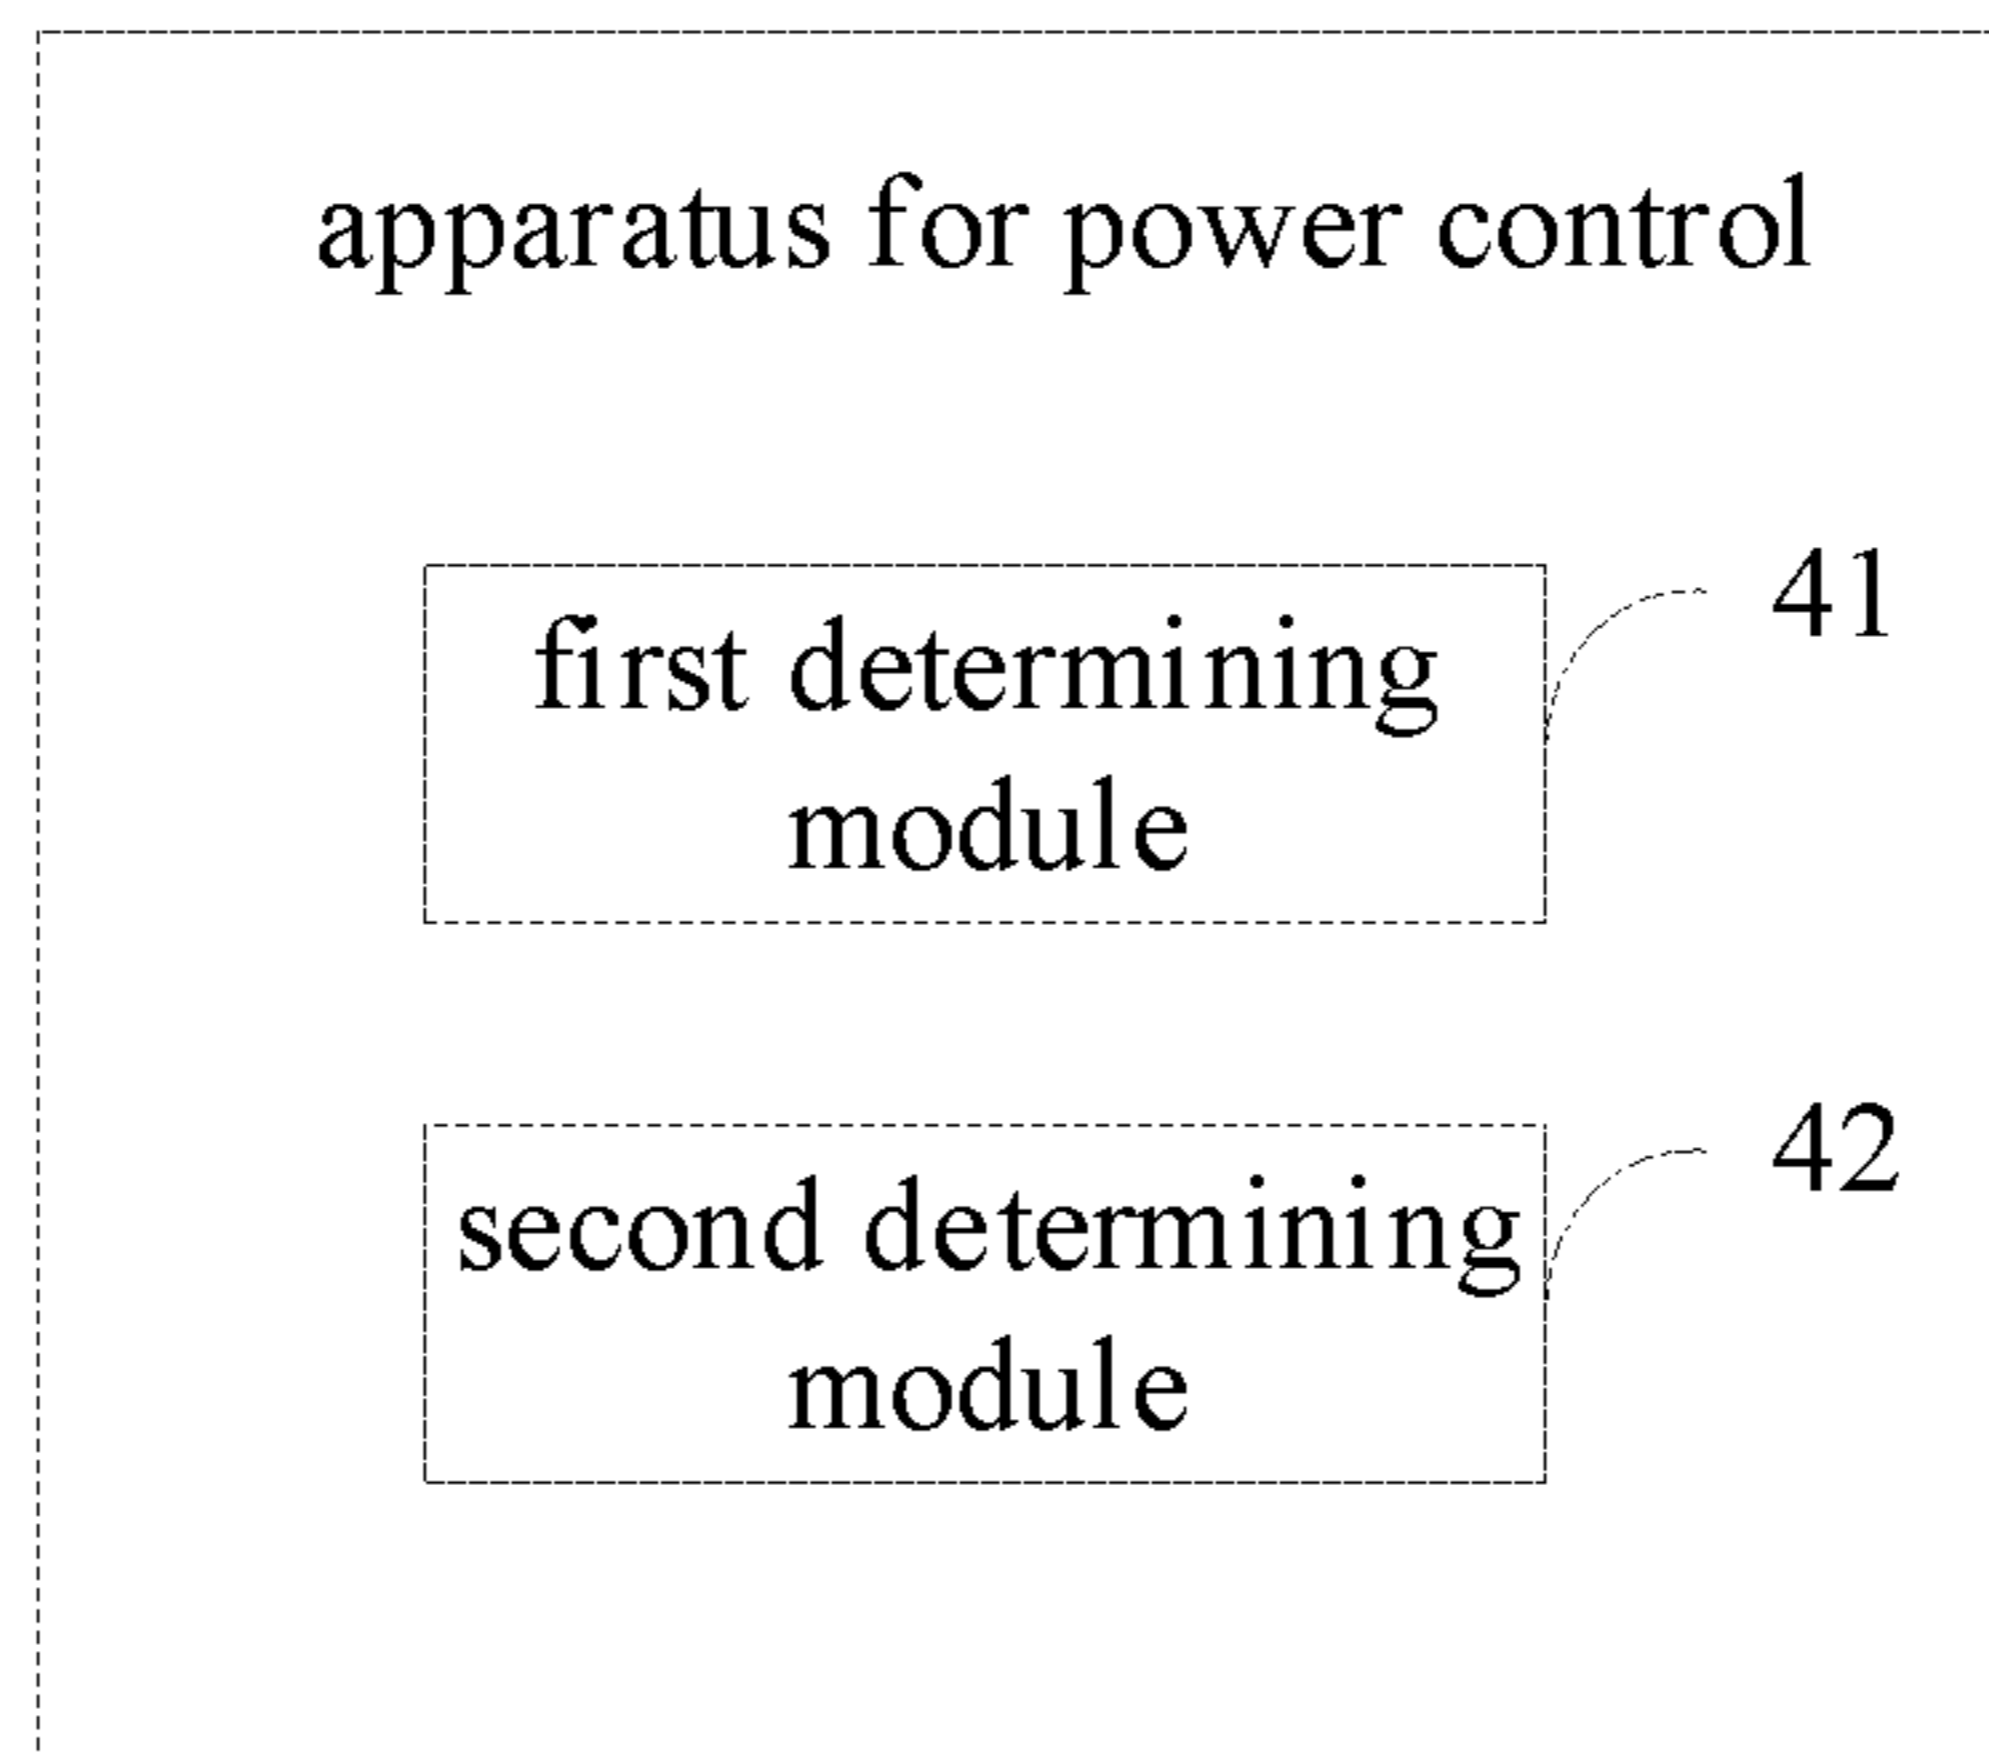 apparatus for power control
41
first determining
module
42
second determining
module